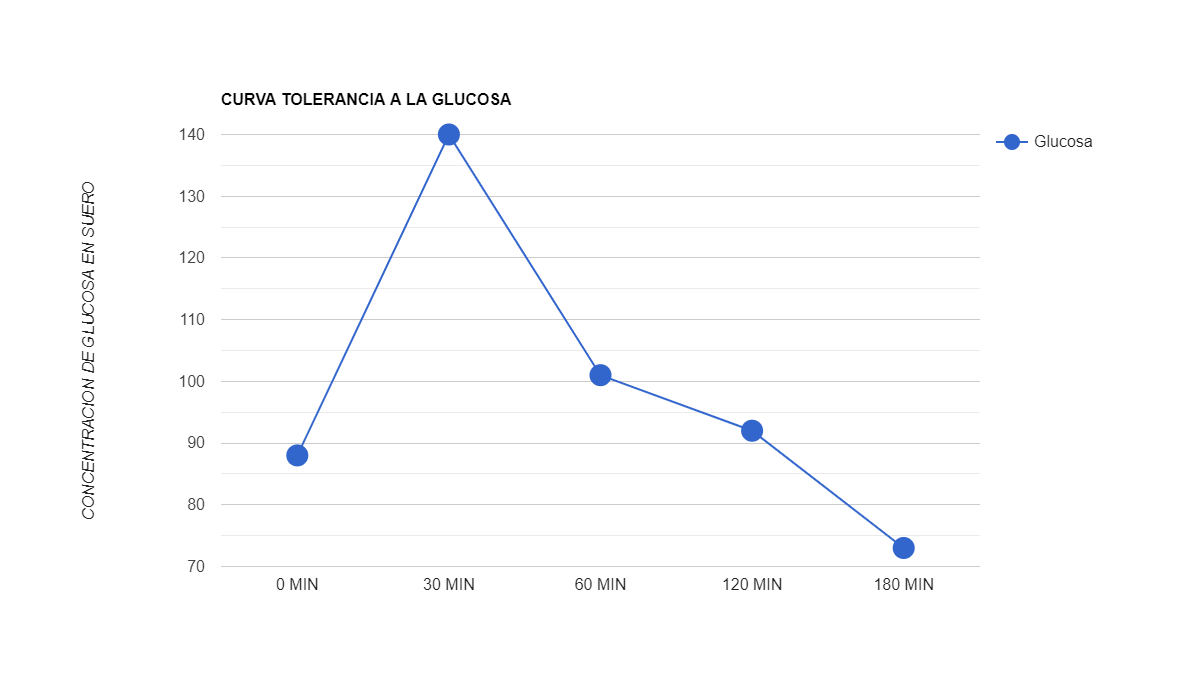 CURVA TOLERANCIA A LA GLUCOSA
Glucosa
CONCENTRACION DE GLUCOSA EN SUERO
140
130
120
110
100
90
80
70
0 MIN
30 MIN
60 MIN
120 MIN
180 MIN